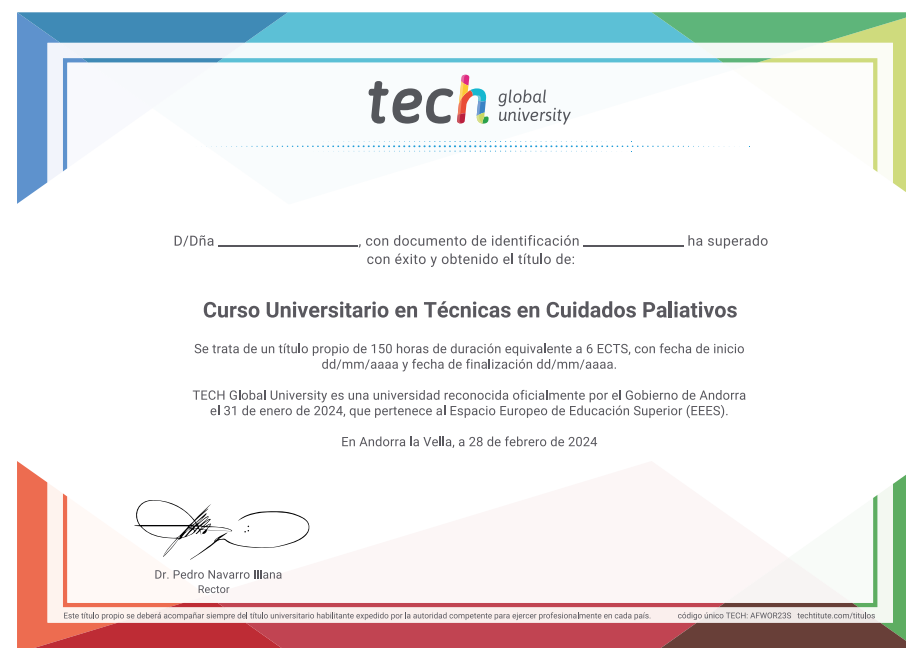 tech global university
D/Dña ____________________, con documento de identificación ______________ ha superado
con éxito y obtenido el título de:
Curso Universitario en Técnicas en Cuidados Paliativos
Se trata de un título propio de 150 horas de duración equivalente a 6 ECTS, con fecha de inicio
dd/mm/aaaa y fecha de finalización dd/mm/aaaa.
TECH Global University es una universidad reconocida oficialmente por el Gobierno de Andorra
el 31 de enero de 2024, que pertenece al Espacio Europeo de Educación Superior (EEES).
En Andorra la Vella, a 28 de febrero de 2024
Dr. Pedro Navarro Illana
Rector
Este título propio se deberá acompañar siempre del título universitario habilitante expedido por la autoridad competente para ejercer profesionalmente en cada país. código único TECH: AFWOR23S techtitute.com/titulos